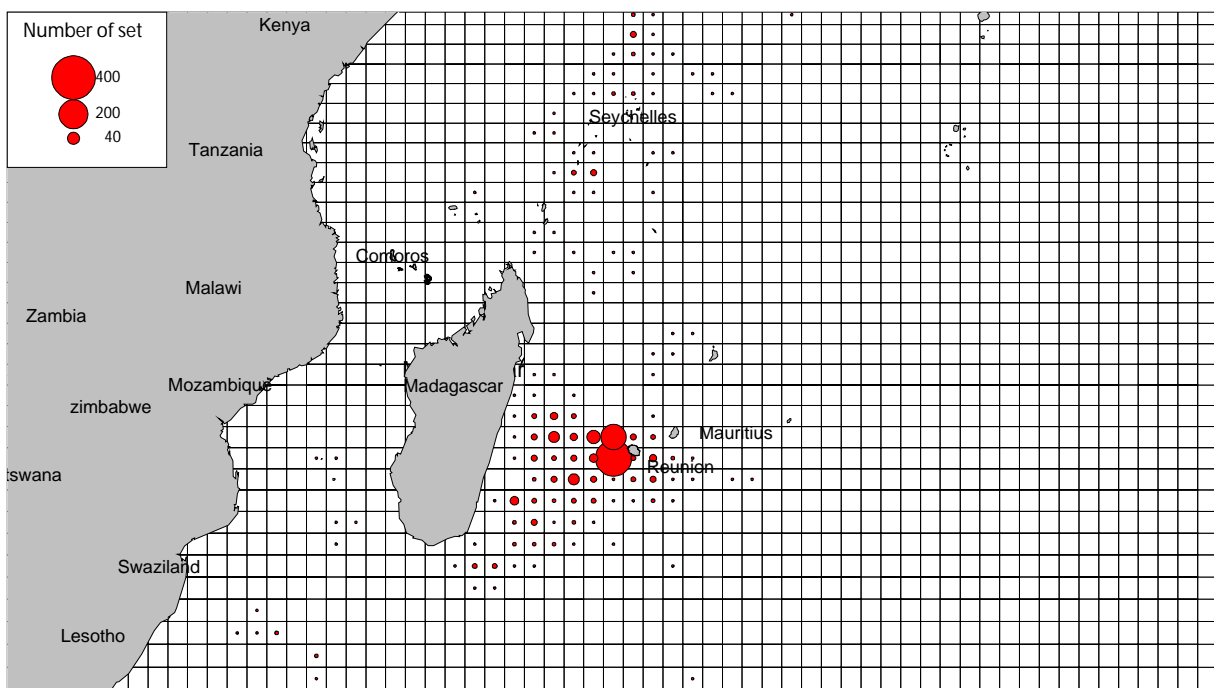 Number of set
400
200
40
Kenya
Seychelles
Tanzania
Comoros
Malawi
Zambia
Mozambique
Madagascar
zimbabwe
Mauritius
Reunion
tswana
Swaziland
Lesotho